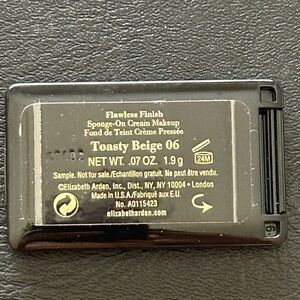 Flawless Finish
Sponge-On Cream Makeup
Fond de Teint Crème Pressée
Toasty Beige 06
NET WT. .07 OZ. 1.9 g
24M
Sample. Not for sale./Echantillon gratuit. Ne peut être vendu.
©Elizabeth Arden, Inc., Dist., NY, NY 10004 • London
Made in U.S.A./Fabriqué aux E.U.
No. A0115423
elizabetharden.com